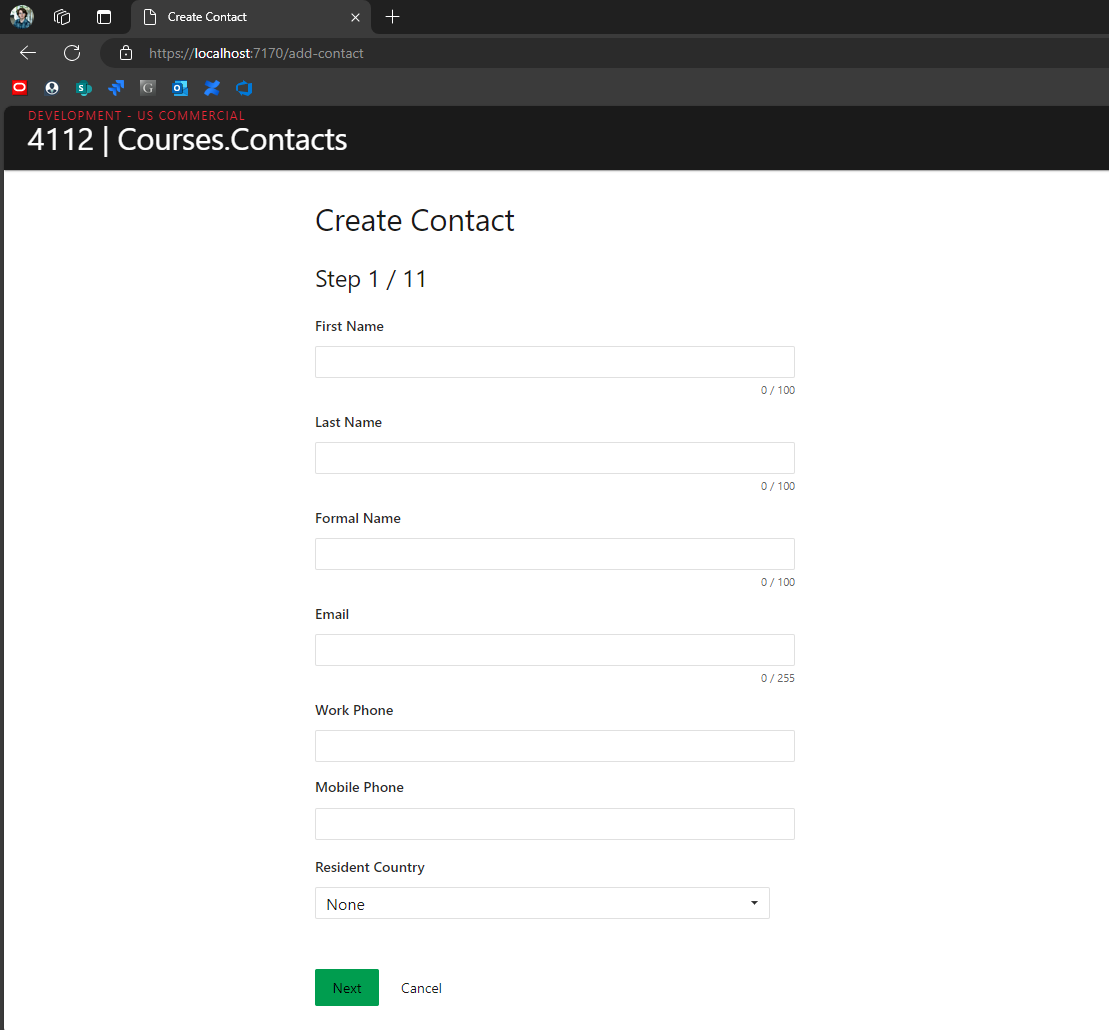 Create Contact
https://localhost:7170/add-contact
DEVELOPMENT - US COMMERCIAL
4112 | Courses.Contacts
Create Contact
Step 1 / 11
First Name
0 / 100
Last Name
0 / 100
Formal Name
0 / 100
Email
0 / 255
Work Phone
Mobile Phone
Resident Country
None
Next Cancel